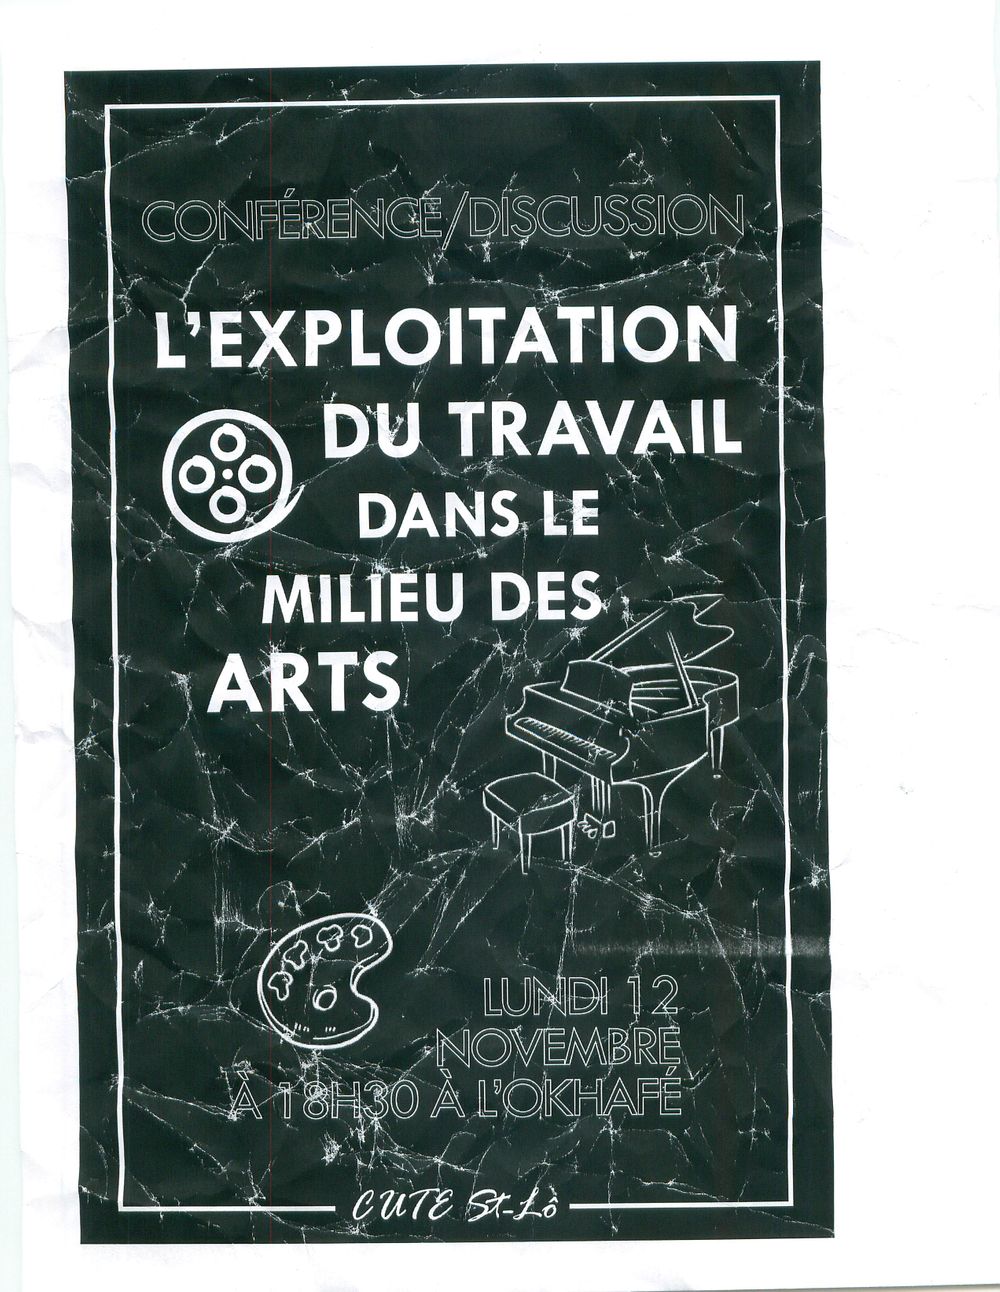 CONFÉRENCE/DISCUSSION
L'EXPLOITATION
DU TRAVAIL
DANS LE
MILIEU DES
ARTS
LUNDI 12
NOVEMBRE
À 18H30 À L'OKHAFÉ
CUTE St-Lô